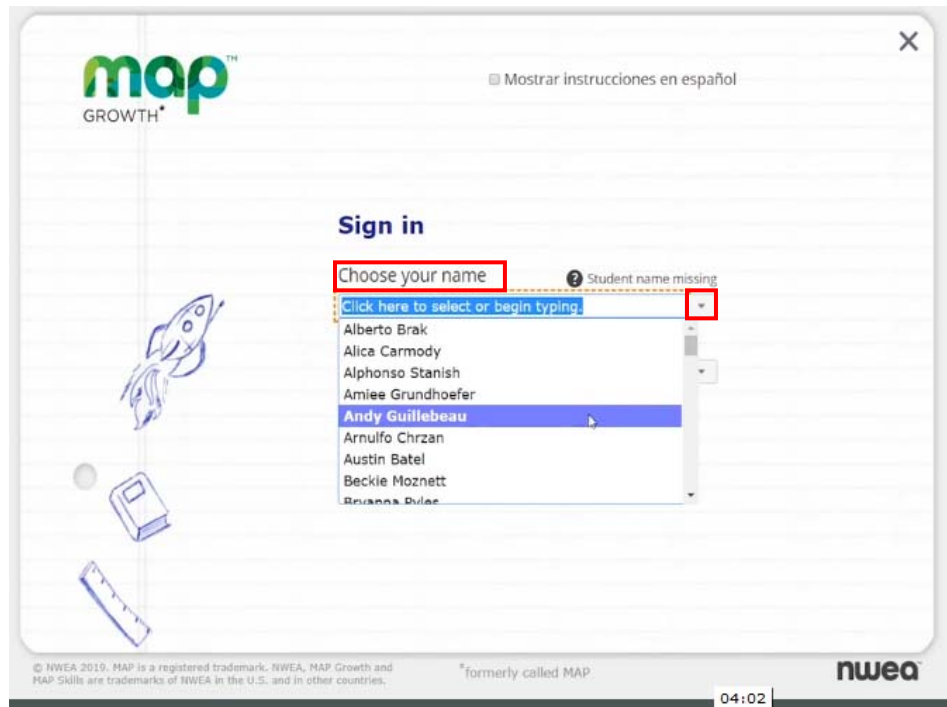 map™
GROWTH*
Mostrar instrucciones en español
Sign in
Choose your name
? Student name missing
Click here to select or begin typing.
Alberto Brak
Alica Carmody
Alphonso Stanish
Amiee Grundhoefer
Andy Guillebeau
Arnulfo Chrzan
Austin Batel
Beckie Moznett
Bryanna Pyles
© NWEA 2019. MAP is a registered trademark. NWEA, MAP Growth and
MAP Skills are trademarks of NWEA in the U.S. and in other countries.
*formerly called MAP
nwea
04:02